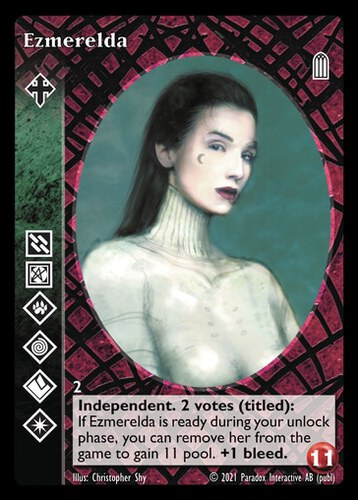 Ezmerelda
2
Independent. 2 votes (titled):
If Ezmerelda is ready during your unlock
phase, you can remove her from the
game to gain 11 pool. +1 bleed.
11
Illus: Christopher Shy © 2021 Paradox Interactive AB (publ)